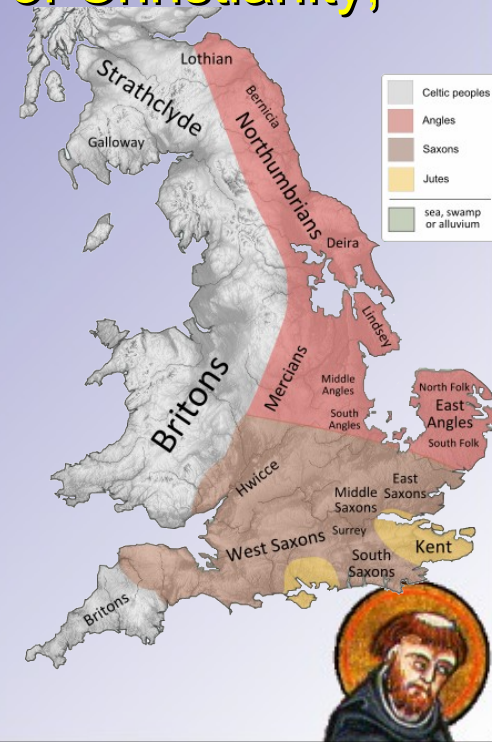 of Christianity,
Lothian
Strathclyde
Bernicia
Galloway
Northumbrians
Deira
Lindsey
Mercians
Britons
Middle
Angles
South
Angles
North Folk
East
Angles
South Folk
Hwicce
East
Saxons
Middle
Saxons
Surrey
West Saxons
Kent
South
Saxons
Britons
Celtic peoples
Angles
Saxons
Jutes
sea, swamp
or alluvium